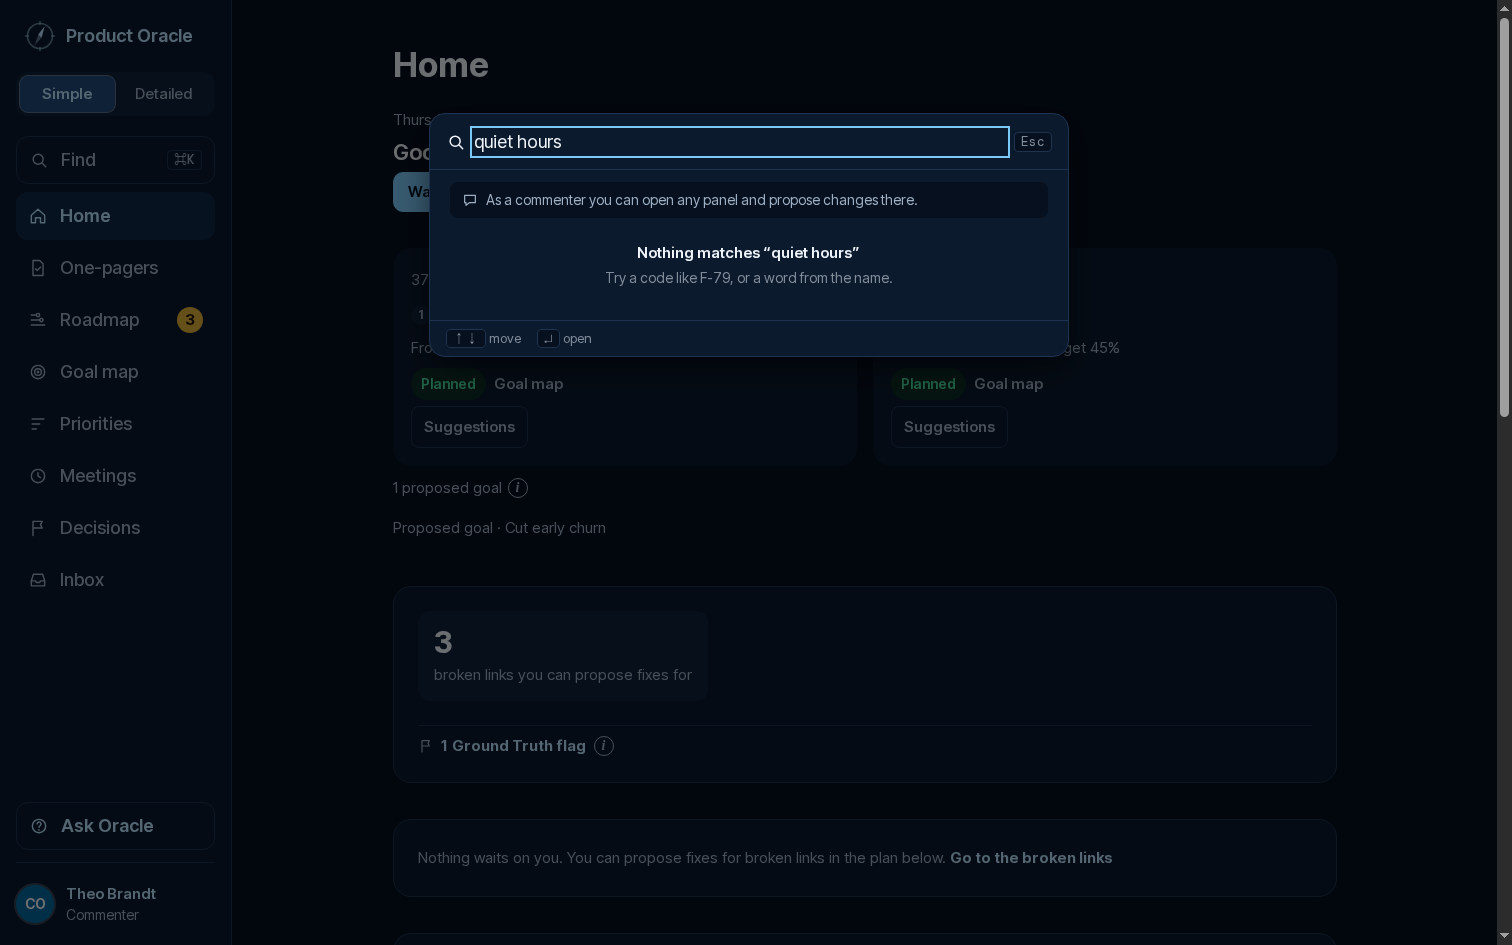 Product Oracle
Simple
Detailed
Find
⌘K
Home
One-pagers
Roadmap
3
Goal map
Priorities
Meetings
Decisions
Inbox
Ask Oracle
CO
Theo Brandt
Commenter
Home
Thurs
quiet hours
Esc
As a commenter you can open any panel and propose changes there.
Nothing matches “quiet hours”
Try a code like F-79, or a word from the name.
↑ ↓ move
↵ open
37
1
get 45%
Planned
Goal map
Suggestions
Planned
Goal map
Suggestions
1 proposed goal
Proposed goal · Cut early churn
3
broken links you can propose fixes for
1 Ground Truth flag
Nothing waits on you. You can propose fixes for broken links in the plan below. Go to the broken links